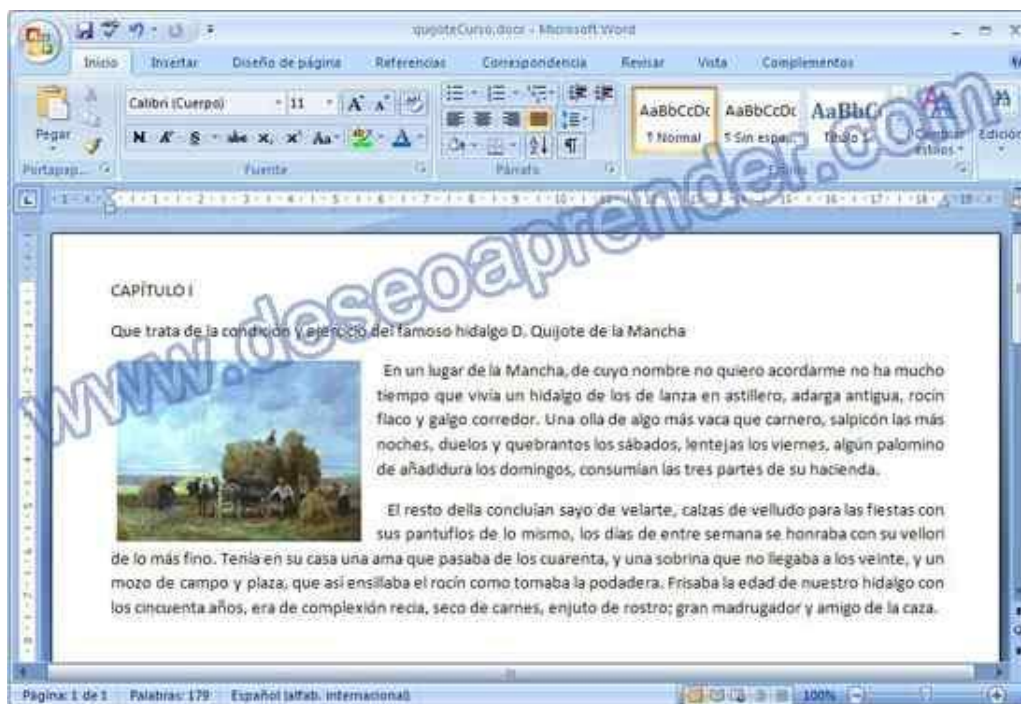 quijoteCurso.docx - Microsoft Word
Inicio Insertar Diseño de página Referencias Correspondencia Revisar Vista Complementos
Calibri (Cuerpo) 11
AaBbCcDc AaBbCcDc AaBbC
Pegar
¶ Normal ¶ Sin espa... Título 1 Cambiar estilos Edición
Portapap... Fuente Párrafo
www.deseoaprender.com
CAPÍTULO I
Que trata de la condición y ejercicio del famoso hidalgo D. Quijote de la Mancha
En un lugar de la Mancha, de cuyo nombre no quiero acordarme no ha mucho
tiempo que vivía un hidalgo de los de lanza en astillero, adarga antigua, rocín
flaco y galgo corredor. Una olla de algo más vaca que carnero, salpicón las más
noches, duelos y quebrantos los sábados, lentejas los viernes, algún palomino
de añadidura los domingos, consumían las tres partes de su hacienda.
El resto della concluían sayo de velarte, calzas de velludo para las fiestas con
sus pantuflos de lo mismo, los días de entre semana se honraba con su vellori
de lo más fino. Tenía en su casa una ama que pasaba de los cuarenta, y una sobrina que no llegaba a los veinte, y un
mozo de campo y plaza, que así ensillaba el rocín como tomaba la podadera. Frisaba la edad de nuestro hidalgo con
los cincuenta años, era de complexión recia, seco de carnes, enjuto de rostro; gran madrugador y amigo de la caza.
Página: 1 de 1 Palabras: 179 Español (alfab. internacional) 100%